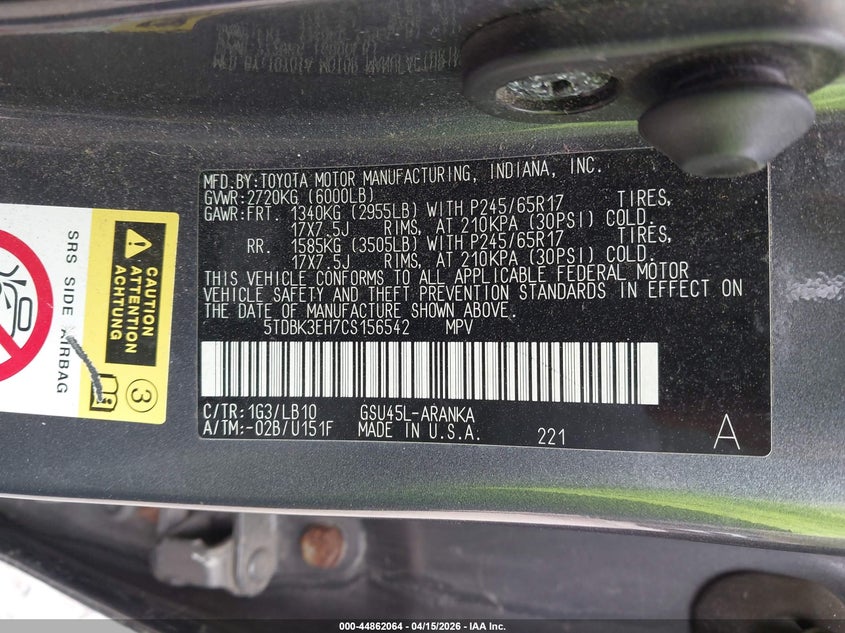 MFD.BY:TOYOTA MOTOR MANUFACTURING, INDIANA, INC.
GVWR:2720KG (6000LB)
GAWR:FRT. 1340KG (2955LB) WITH P245/65R17 TIRES,
17X7.5J RIMS, AT 210KPA (30PSI) COLD.
RR. 1585KG (3505LB) WITH P245/65R17 TIRES,
17X7.5J RIMS, AT 210KPA (30PSI) COLD.
THIS VEHICLE CONFORMS TO ALL APPLICABLE FEDERAL MOTOR
VEHICLE SAFETY AND THEFT PREVENTION STANDARDS IN EFFECT ON
THE DATE OF MANUFACTURE SHOWN ABOVE.
5TDBK3EH7CS156542 MPV
C/TR:1G3/LB10 GSU45L-ARANKA
A/TM:-02B/U151F MADE IN U.S.A. 221 A
SRS SIDE AIRBAG
CAUTION
ATTENTION
ACHTUNG
3
000-44862064 - 04/15/2026 - IAA Inc.